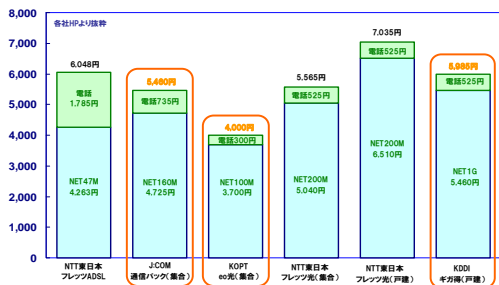 各社HPより抜粋
8,000
7,000
6,000
5,000
4,000
3,000
2,000
1,000
0
6.048円
電話
1.785円
NET47M
4.263円
NTT東日本
フレッツADSL
5,460円
電話735円
NET160M
4.725円
J:COM
通信パック(集合)
4,000円
電話300円
NET100M
3.700円
KOPT
eo光(集合)
5.565円
電話525円
NET200M
5.040円
NTT東日本
フレッツ光(集合)
7.035円
電話525円
NET200M
6.510円
NTT東日本
フレッツ光(戸建)
5,985円
電話525円
NET1G
5.460円
KDDI
ギガ得(戸建)